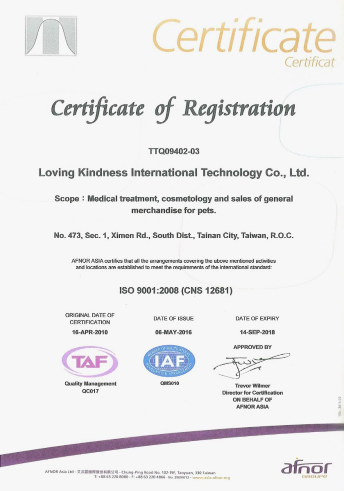 Certificate
Certificat
Certificate of Registration
TTQ09402-03
Loving Kindness International Technology Co., Ltd.
Scope : Medical treatment, cosmetology and sales of general
merchandise for pets.
No. 473, Sec. 1, Ximen Rd., South Dist., Tainan City, Taiwan, R.O.C.
AFNOR ASIA certifies that all the arrangements covering the above mentioned activities
and locations are established to meet the requirements of the international standard:
ISO 9001:2008 (CNS 12681)
ORIGINAL DATE OF
CERTIFICATION
DATE OF ISSUE
DATE OF EXPIRY
16-APR-2010
06-MAY-2016
14-SEP-2018
APPROVED BY
TAF
IAF
Quality Management
QC017
QMS010
Trevor Wilmer
Director for Certification
ON BEHALF OF
AFNOR ASIA
afnor
GROUPE
AFNOR Asia Ltd
Taoyuan, 330 Taiwan